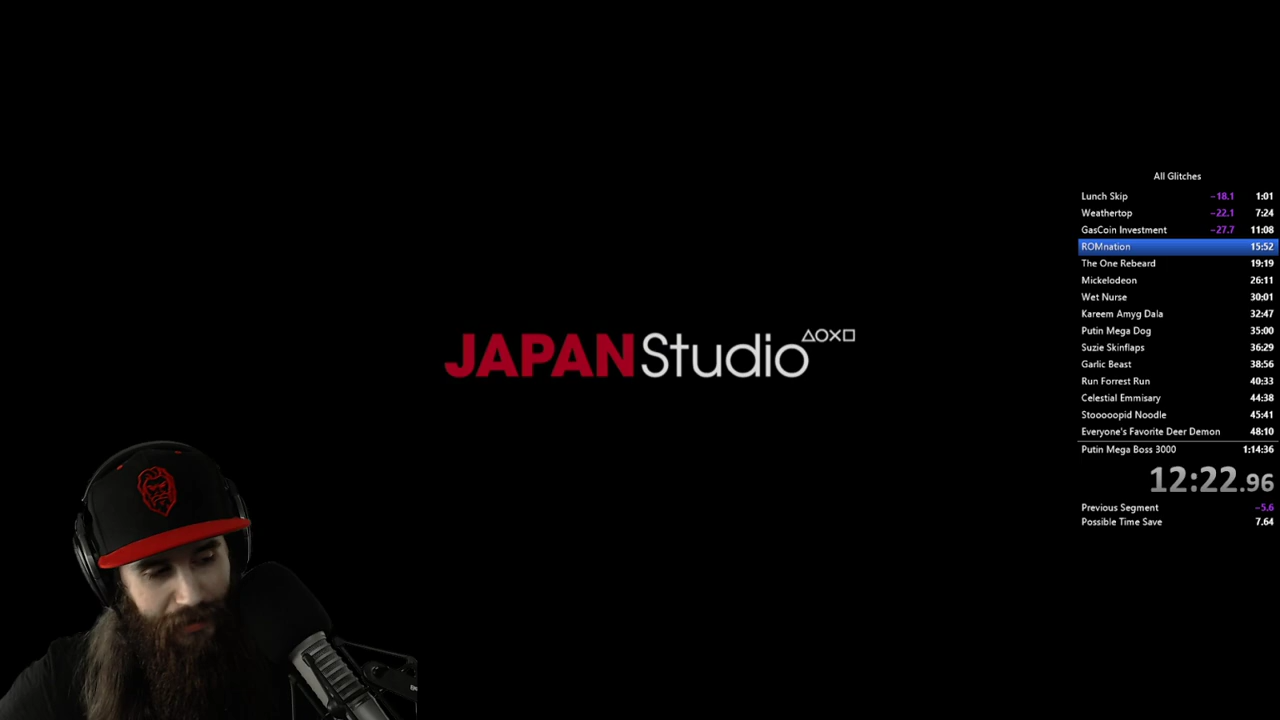 All Glitches
Lunch Skip −18.1 1:01
Weathertop −22.1 7:24
GasCoin Investment −27.7 11:08
ROMnation 15:52
The One Rebeard 19:19
Mickelodeon 26:11
Wet Nurse 30:01
Kareem Amyg Dala 32:47
Putin Mega Dog 35:00
Suzie Skinflaps 36:29
Garlic Beast 38:56
Run Forrest Run 40:33
Celestial Emmisary 44:38
Stooooopid Noodle 45:41
Everyone's Favorite Deer Demon 48:10
Putin Mega Boss 3000 1:14:36
12:22.96
Previous Segment −5.6
Possible Time Save 7.64
JAPAN Studio